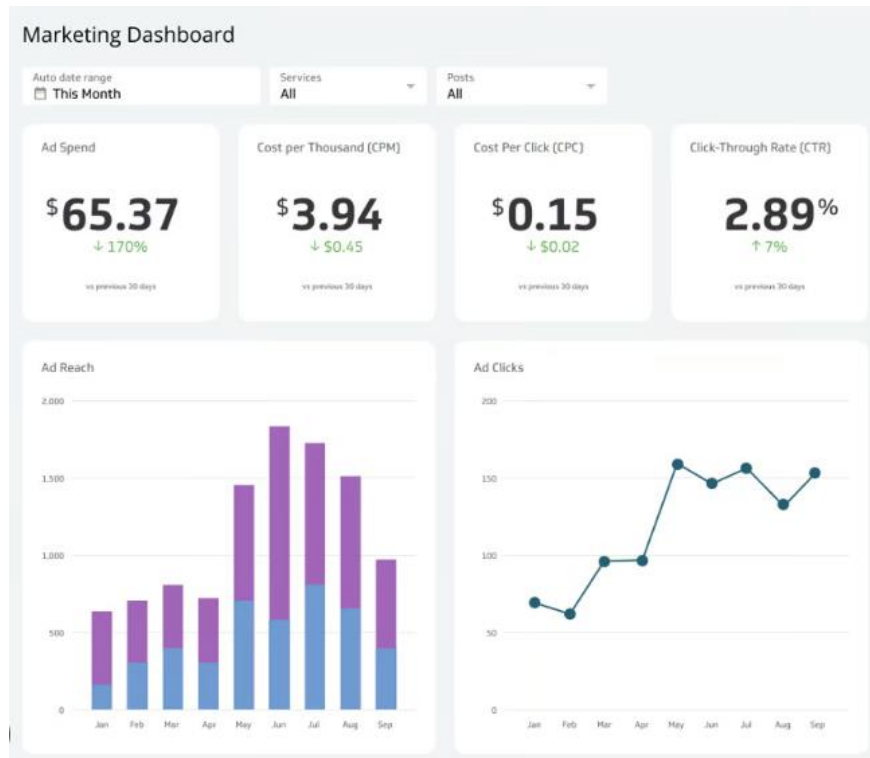 Marketing Dashboard
Auto date range
This Month
Services
All
Posts
All
Ad Spend
$65.37
↓ 170%
vs previous 30 days
Cost per Thousand (CPM)
$3.94
↓ $0.45
vs previous 30 days
Cost Per Click (CPC)
$0.15
↓ $0.02
vs previous 30 days
Click-Through Rate (CTR)
2.89%
↑ 7%
vs previous 30 days
Ad Reach
2,000
1,500
1,000
500
0
Jan Feb Mar Apr May Jun Jul Aug Sep
Ad Clicks
200
150
100
50
0
Jan Feb Mar Apr May Jun Jul Aug Sep